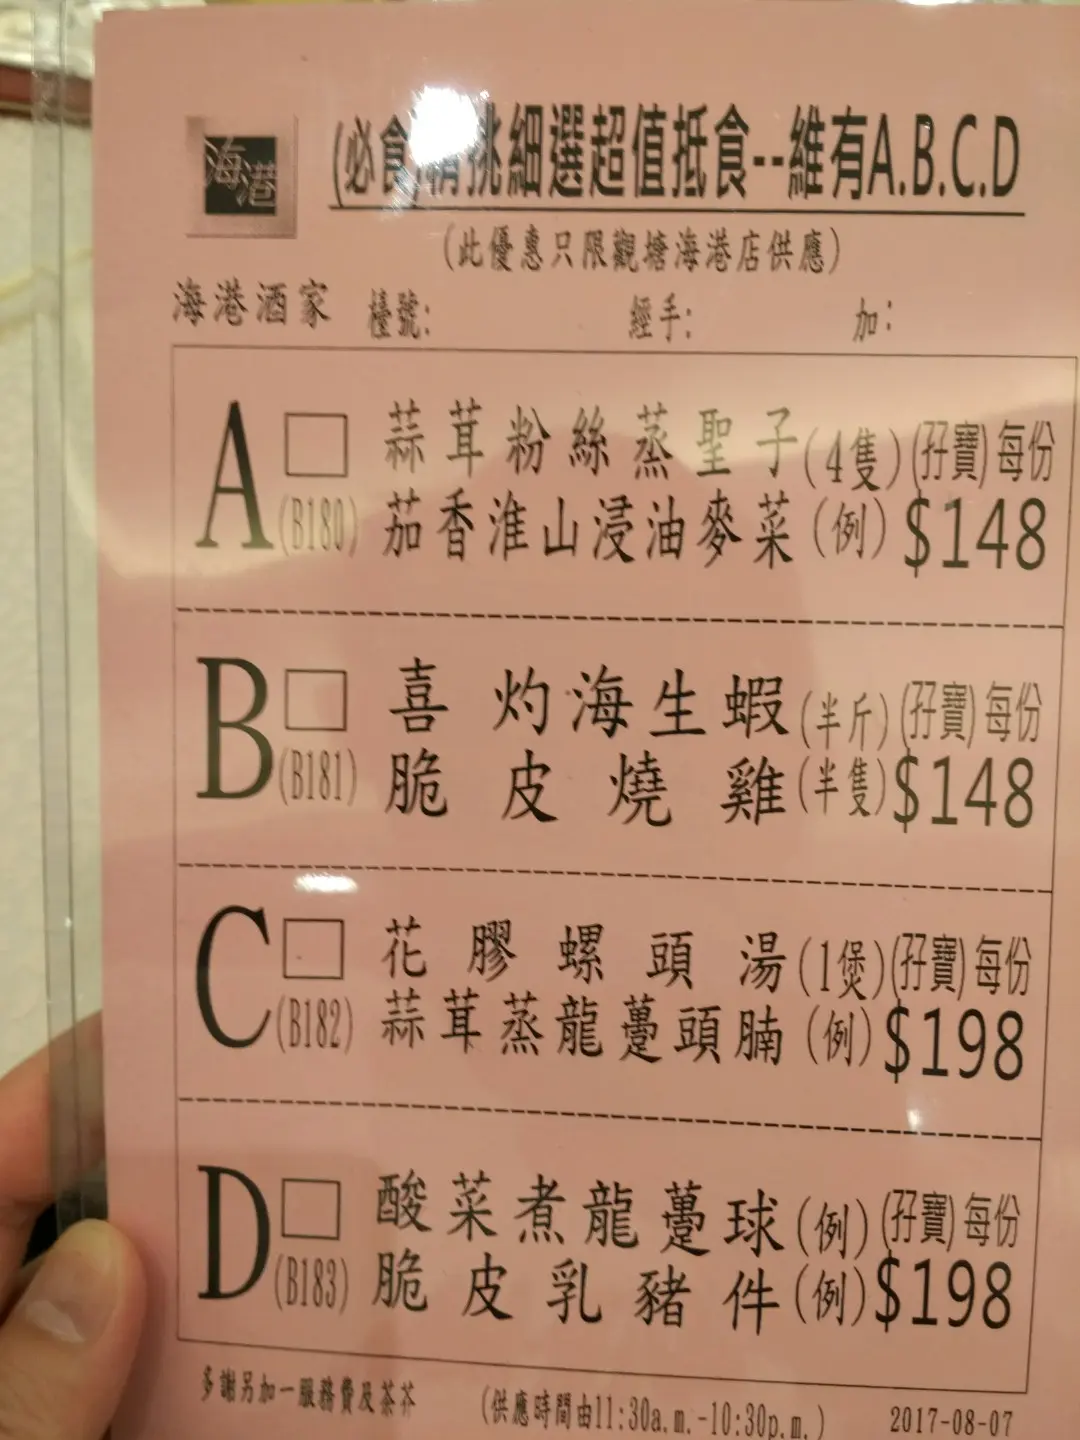 海港
(必食)精挑細選超值抵食--維有A.B.C.D
(此優惠只限觀塘海港店供應)
海港酒家 檯號: 經手: 加:
A □ 蒜茸粉絲蒸聖子(4隻)(孖寶)每份
(B180) 茄香淮山浸油麥菜(例) $148
B □ 喜灼海生蝦(半斤)(孖寶)每份
(B181) 脆皮燒雞(半隻) $148
C □ 花膠螺頭湯(1煲)(孖寶)每份
(B182) 蒜茸蒸龍躉頭腩(例) $198
D □ 酸菜煮龍躉球(例)(孖寶)每份
(B183) 脆皮乳豬件(例) $198
多謝另加一服務費及茶芥 (供應時間由11:30a.m.-10:30p.m.) 2017-08-07